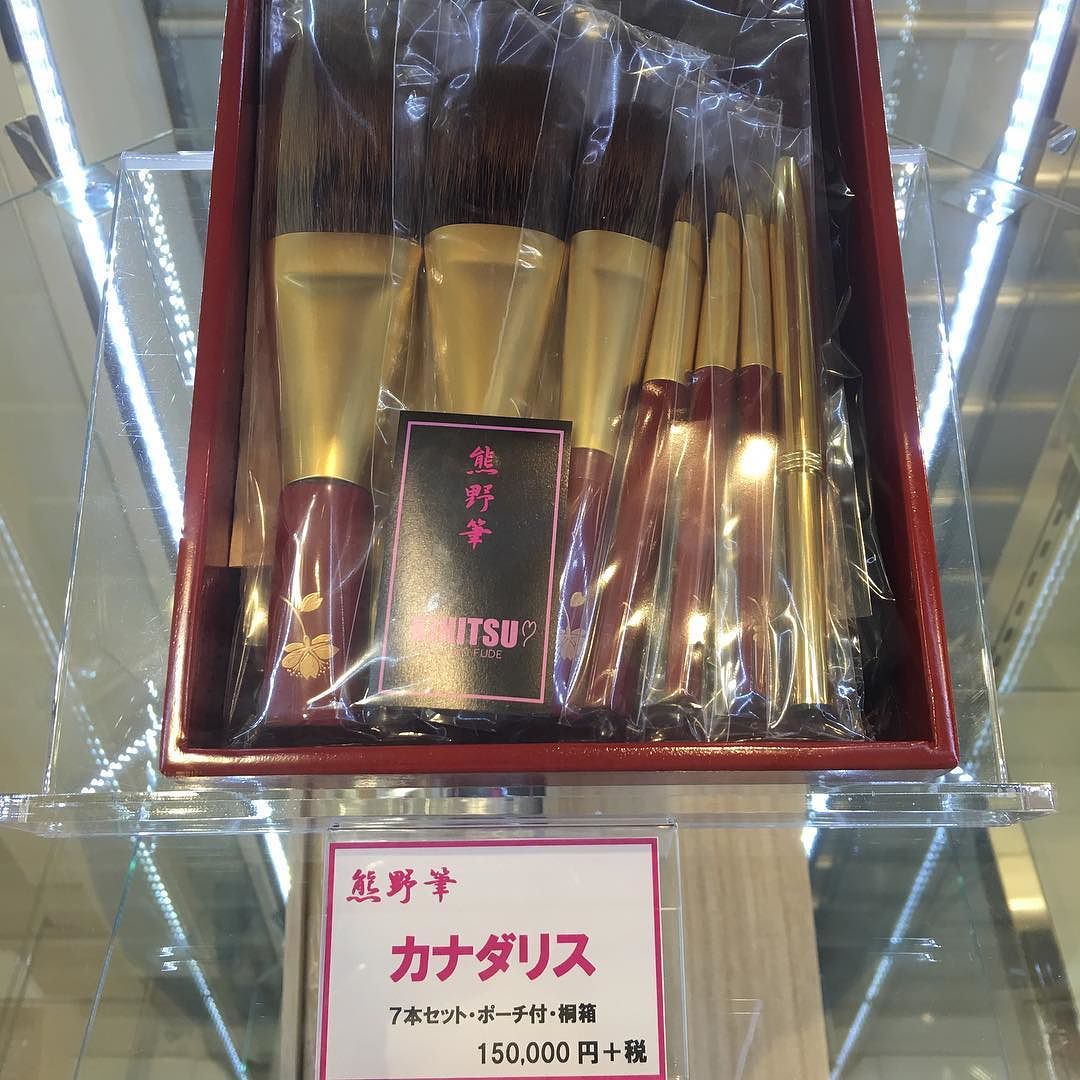 熊野筆
HITSU♡
FUDE
熊野筆
カナダリス
7本セット・ポーチ付・桐箱
150,000円+税